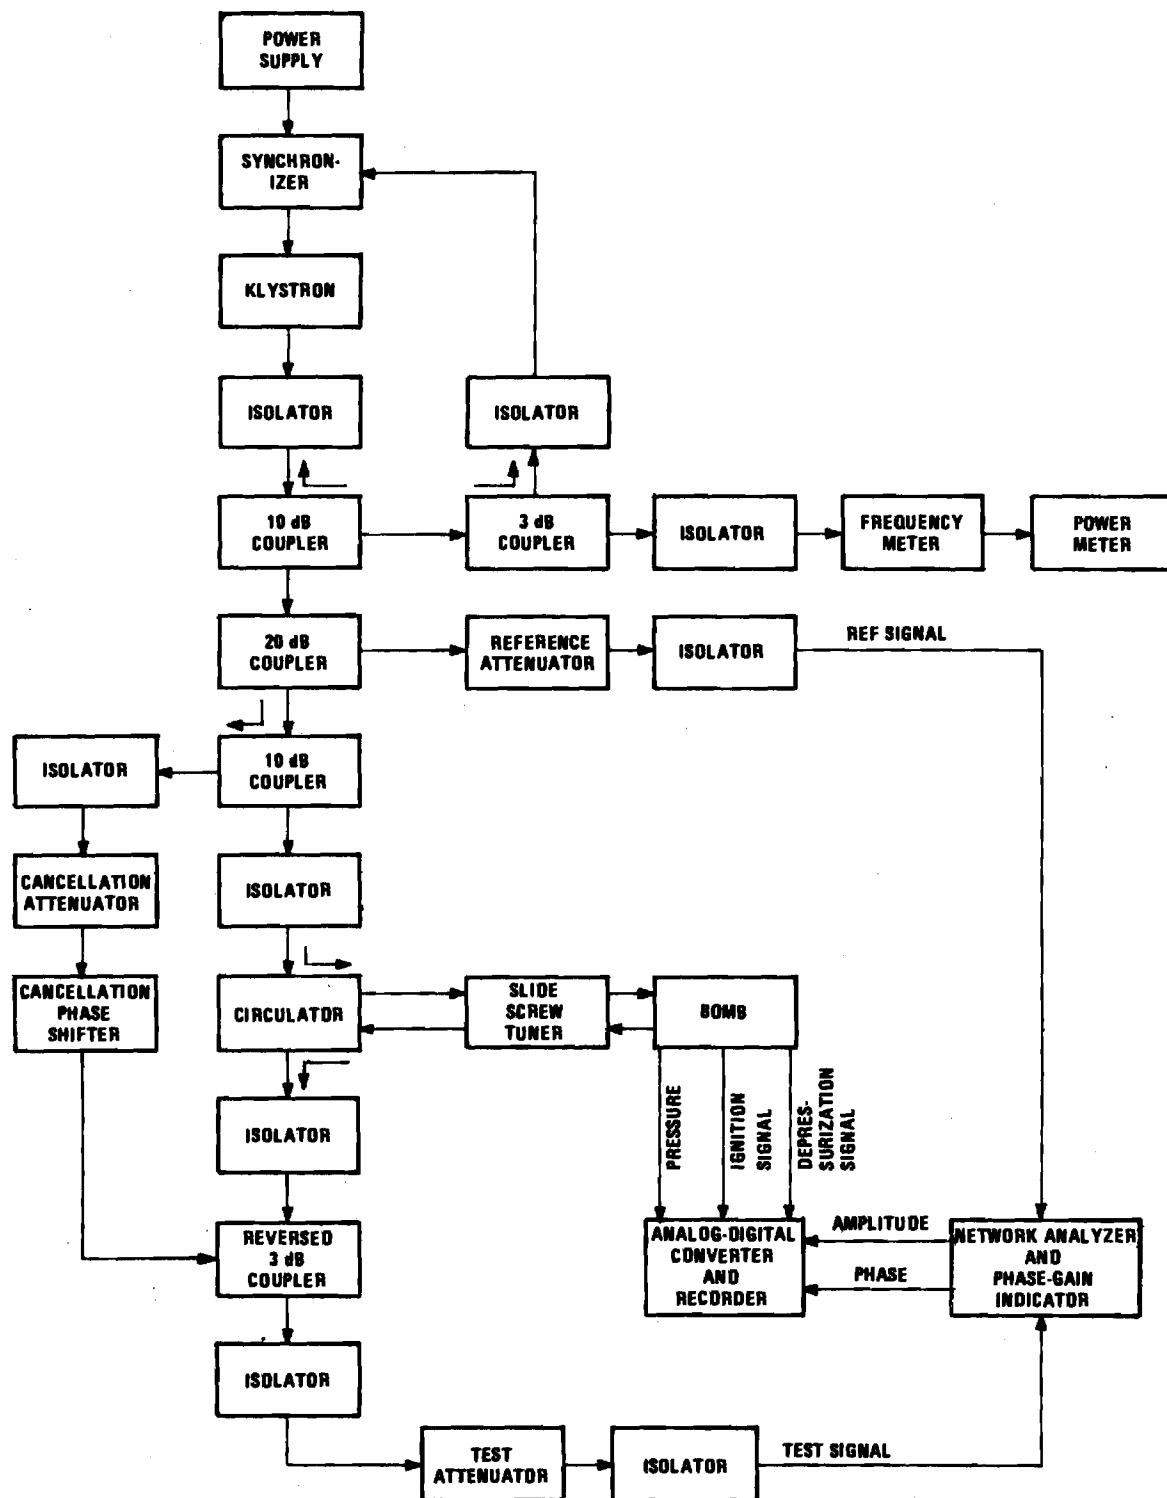 POWER
SUPPLY
SYNCHRON-
IZER
KLYSTRON
ISOLATOR
ISOLATOR
10 dB
COUPLER
3 dB
COUPLER
ISOLATOR
FREQUENCY
METER
POWER
METER
20 dB
COUPLER
REFERENCE
ATTENUATOR
ISOLATOR
REF SIGNAL
ISOLATOR
10 dB
COUPLER
CANCELLATION
ATTENUATOR
ISOLATOR
CANCELLATION
PHASE
SHIFTER
CIRCULATOR
SLIDE
SCREW
TUNER
BOMB
PRESSURE
IGNITION
SIGNAL
DEPRES-
SURIZATION
SIGNAL
ISOLATOR
REVERSED
3 dB
COUPLER
ANALOG-DIGITAL
CONVERTER
AND
RECORDER
AMPLITUDE
PHASE
NETWORK ANALYZER
AND
PHASE-GAIN
INDICATOR
ISOLATOR
TEST
ATTENUATOR
ISOLATOR
TEST SIGNAL